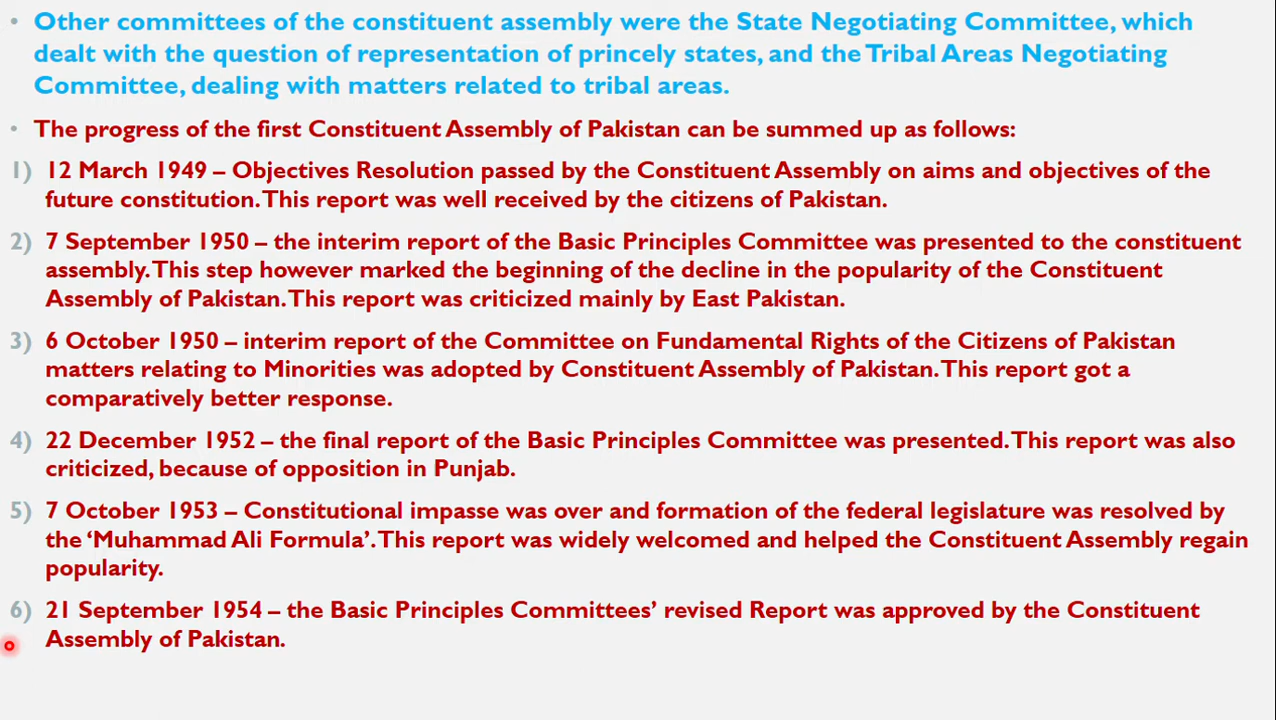 • Other committees of the constituent assembly were the State Negotiating Committee, which
dealt with the question of representation of princely states, and the Tribal Areas Negotiating
Committee, dealing with matters related to tribal areas.
• The progress of the first Constituent Assembly of Pakistan can be summed up as follows:
1) 12 March 1949 – Objectives Resolution passed by the Constituent Assembly on aims and objectives of the
future constitution. This report was well received by the citizens of Pakistan.
2) 7 September 1950 – the interim report of the Basic Principles Committee was presented to the constituent
assembly. This step however marked the beginning of the decline in the popularity of the Constituent
Assembly of Pakistan. This report was criticized mainly by East Pakistan.
3) 6 October 1950 – interim report of the Committee on Fundamental Rights of the Citizens of Pakistan
matters relating to Minorities was adopted by Constituent Assembly of Pakistan. This report got a
comparatively better response.
4) 22 December 1952 – the final report of the Basic Principles Committee was presented. This report was also
criticized, because of opposition in Punjab.
5) 7 October 1953 – Constitutional impasse was over and formation of the federal legislature was resolved by
the ‘Muhammad Ali Formula’. This report was widely welcomed and helped the Constituent Assembly regain
popularity.
6) 21 September 1954 – the Basic Principles Committees’ revised Report was approved by the Constituent
Assembly of Pakistan.